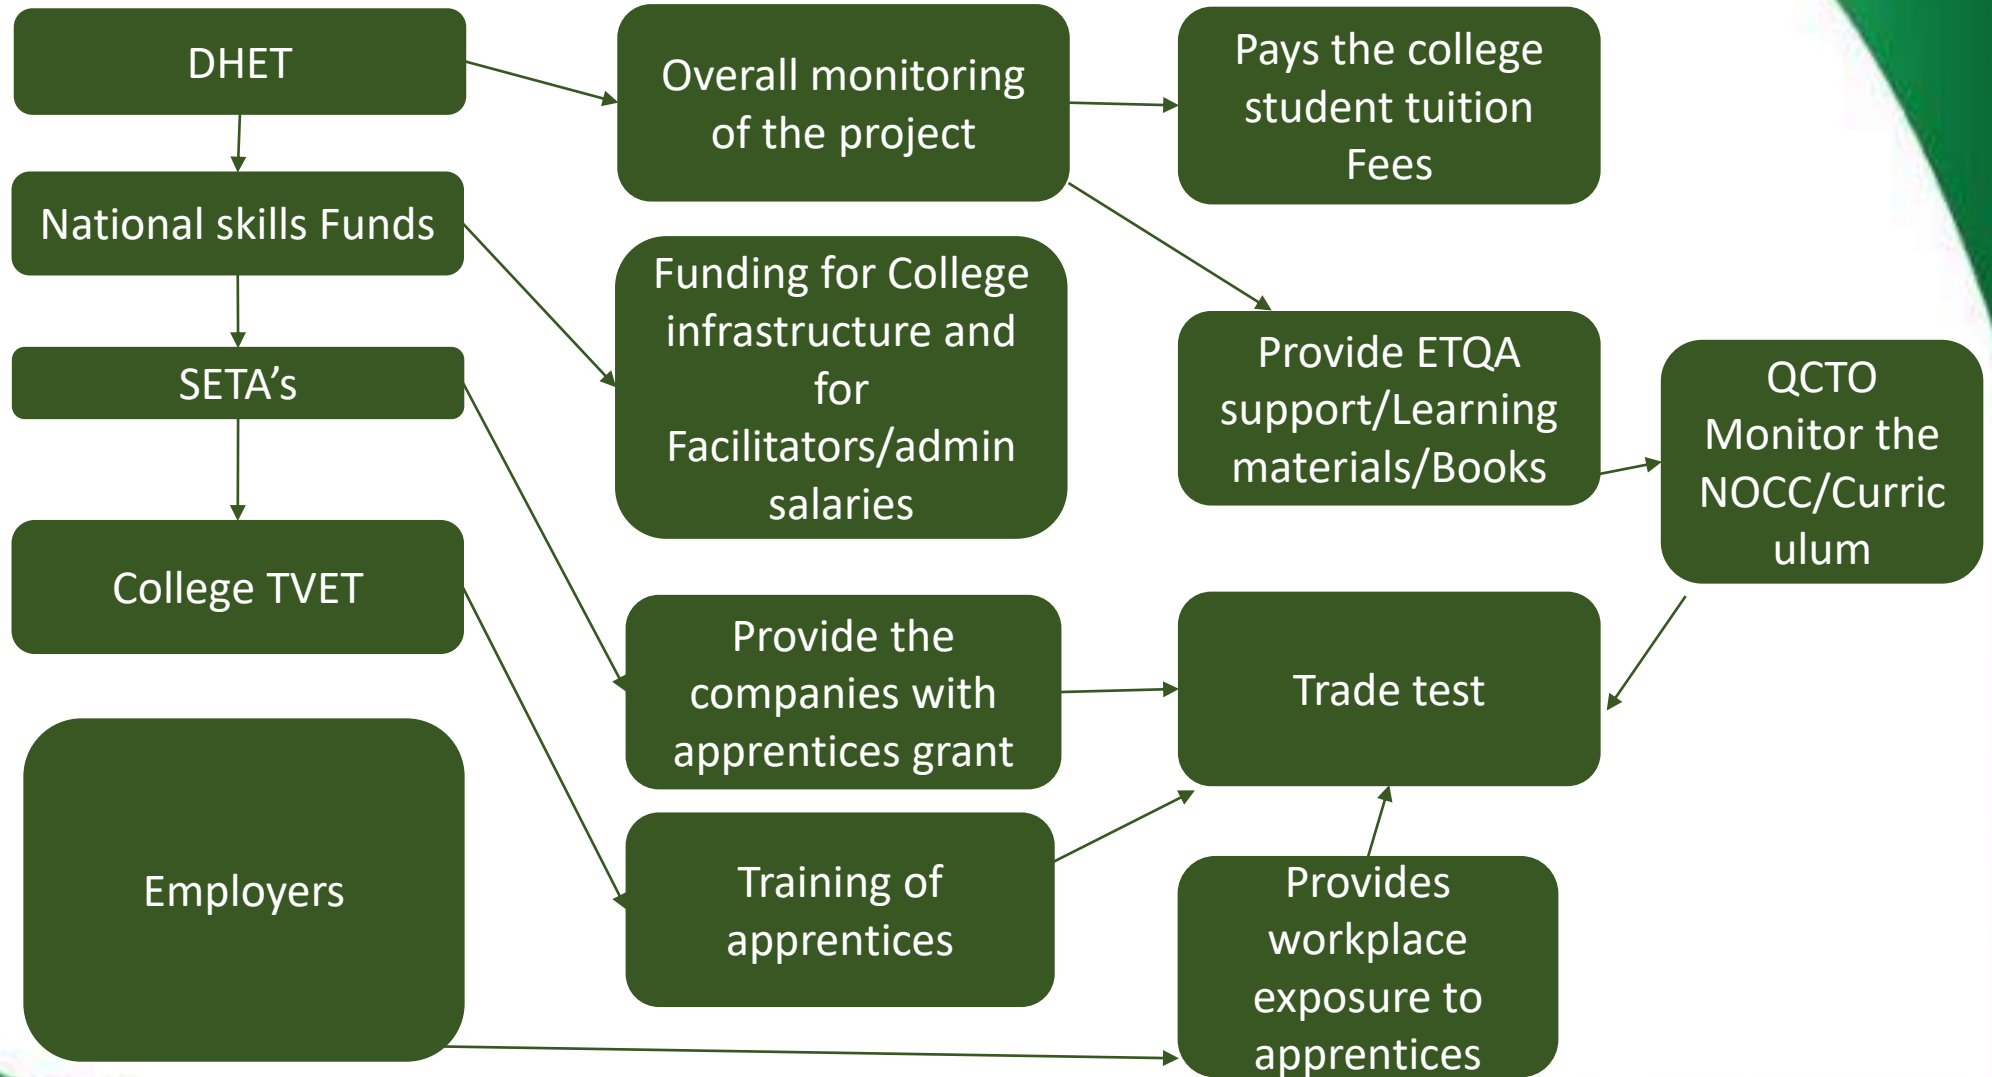 DHET
Overall monitoring
of the project
Pays the college
student tuition
Fees
National skills Funds
Funding for College
infrastructure and
for
Facilitators/admin
salaries
SETA's
Provide ETQA
support/Learning
materials/Books
QCTO
Monitor the
NOCC/Curric
ulum
College TVET
Provide the
companies with
apprentices grant
Trade test
Employers
Training of
apprentices
Provides
workplace
exposure to
apprentices